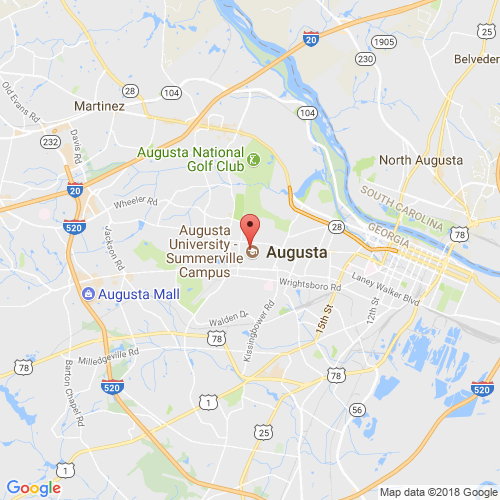 20
25
1905
230
Belveder
28
104
Martinez
Old Evans Rd
104
Davis Rd
232
Augusta National
Golf Club
North Augusta
20
Wheeler Rd
SOUTH CAROLINA
GEORGIA
28
78
520
Jackson Rd
Augusta
University -
Summerville
Campus
Augusta
Augusta Mall
Wrightsboro Rd
Laney Walker Blvd
12th St
15th St
Walden Dr
Kissingbower Rd
78
78
Milledgeville Rd
Barton Chapel Rd
520
78
520
1
56
25
1
Google
Map data ©2018 Google